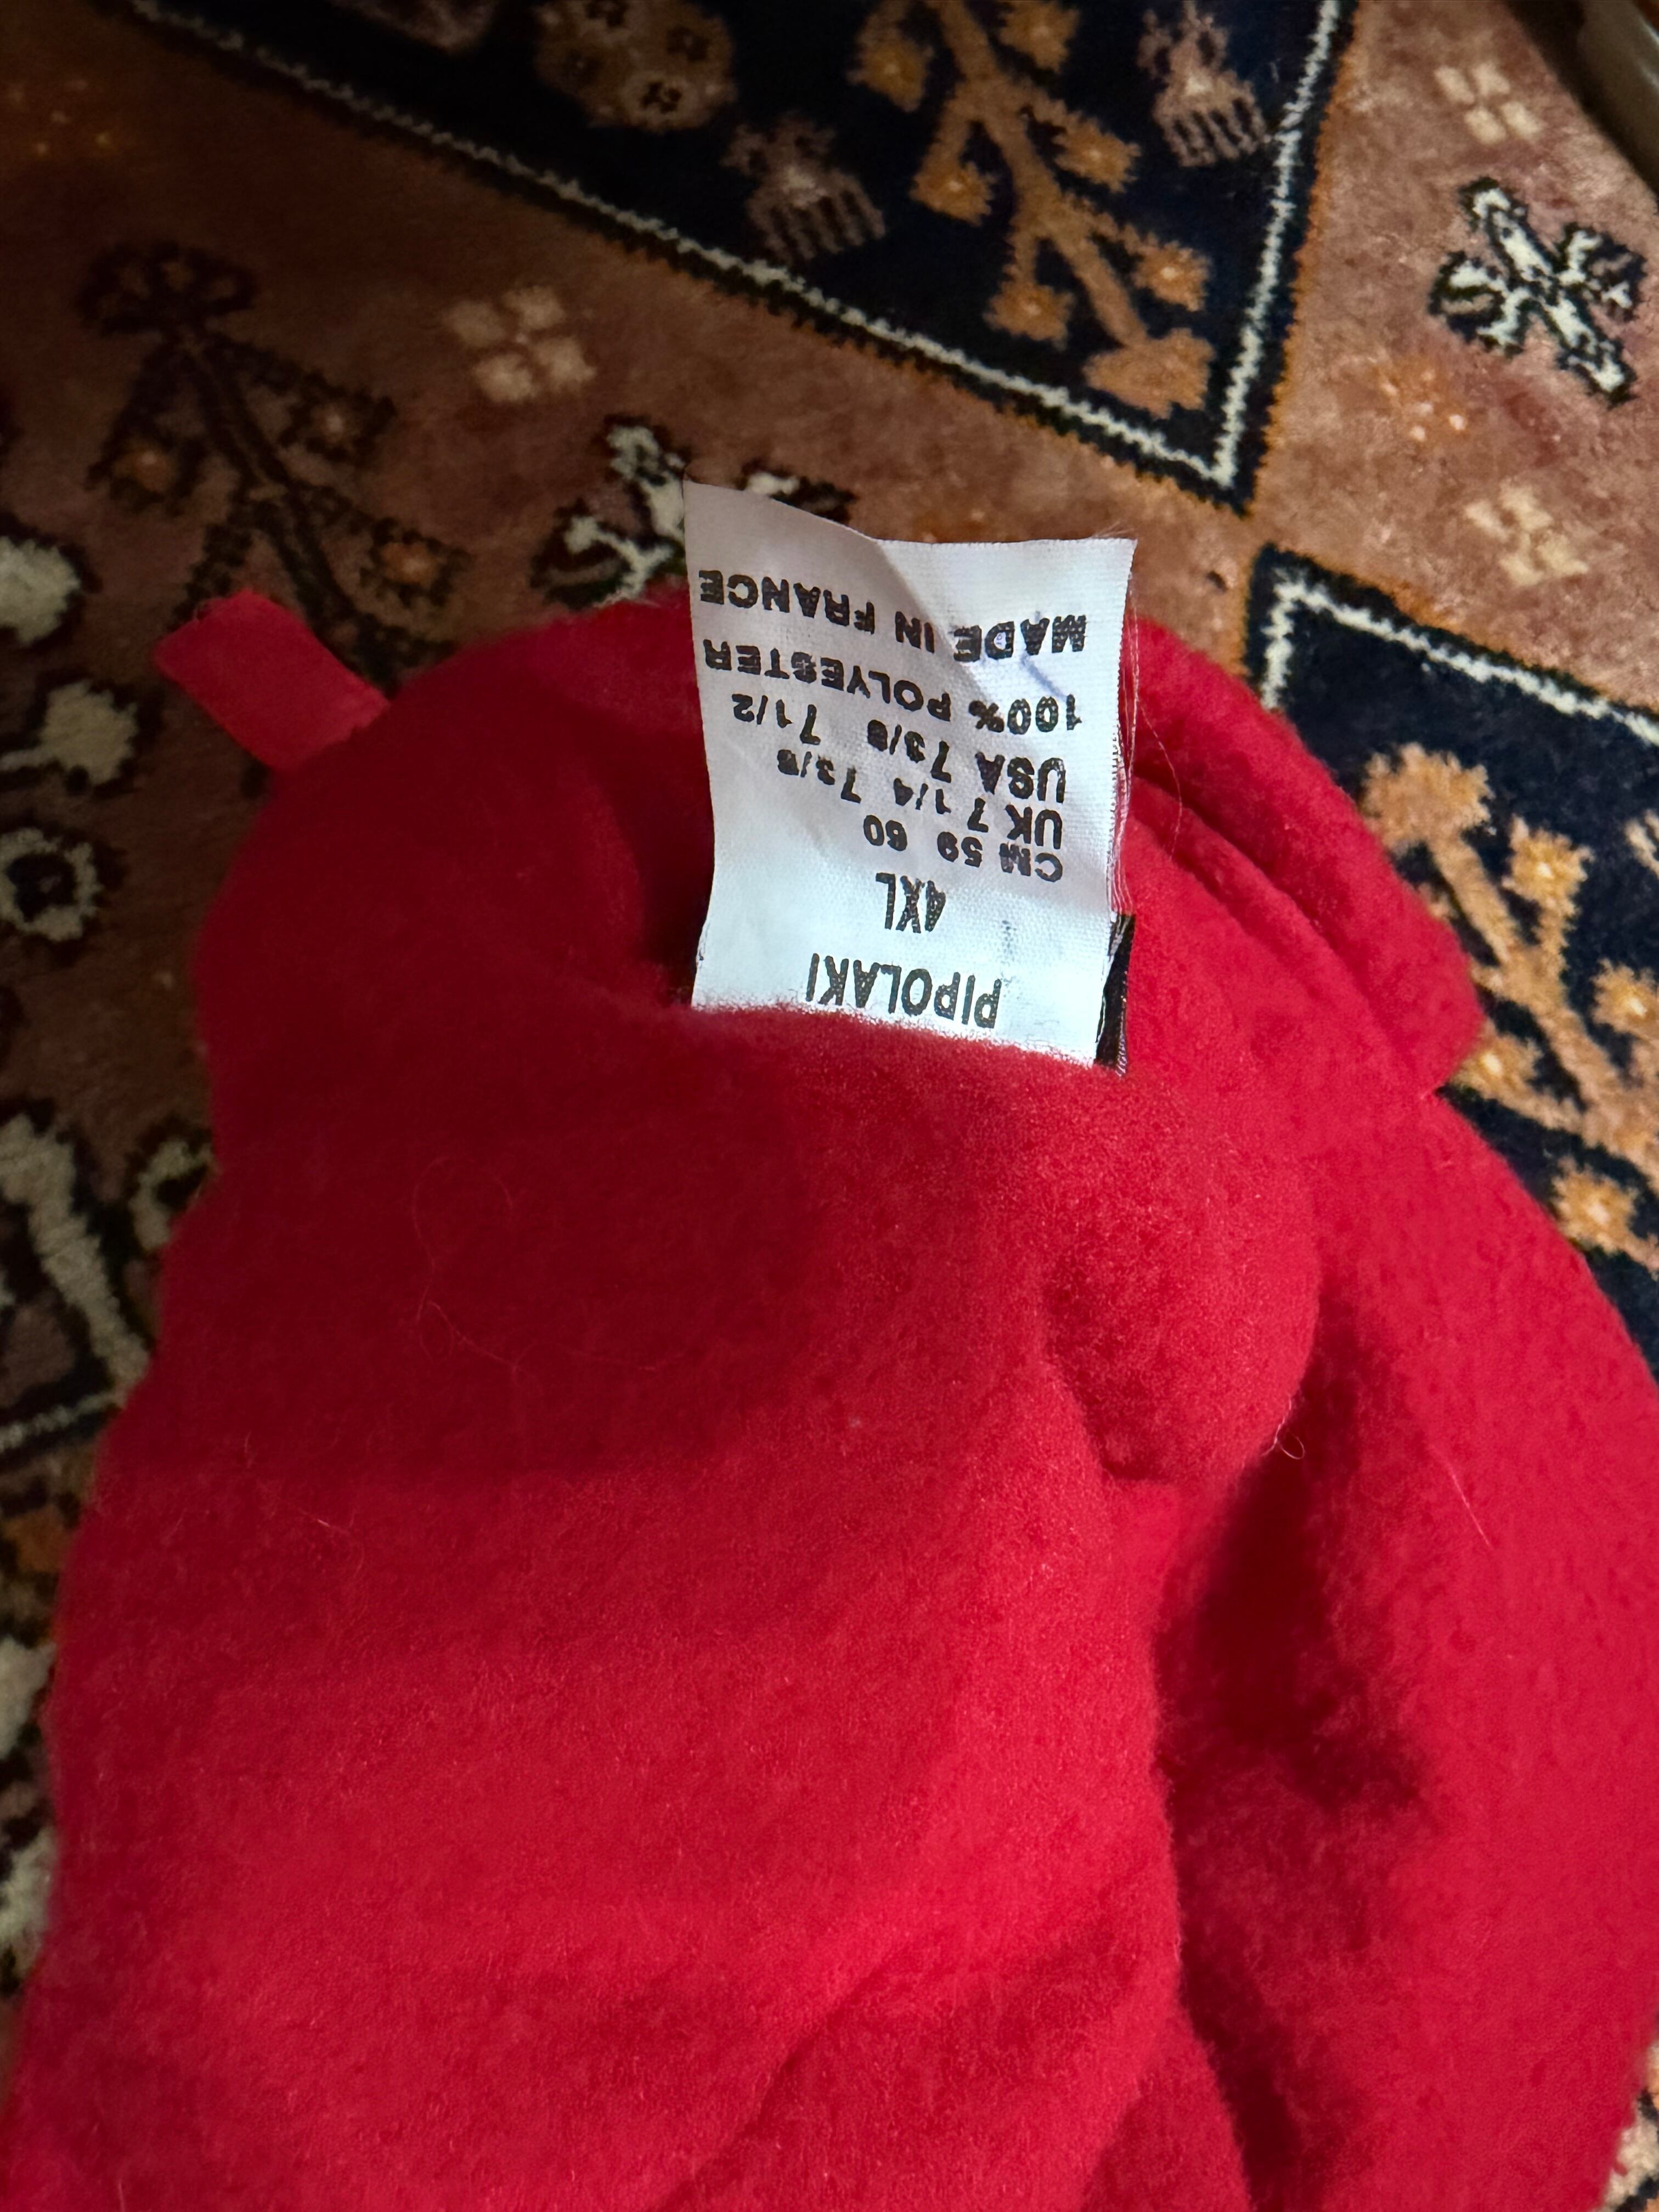 PIPOLAKI
4XL
CM 59 60
UK 7 1/4 7 3/8
USA 7 3/8 7 1/2
100% POLYESTER
MADE IN FRANCE